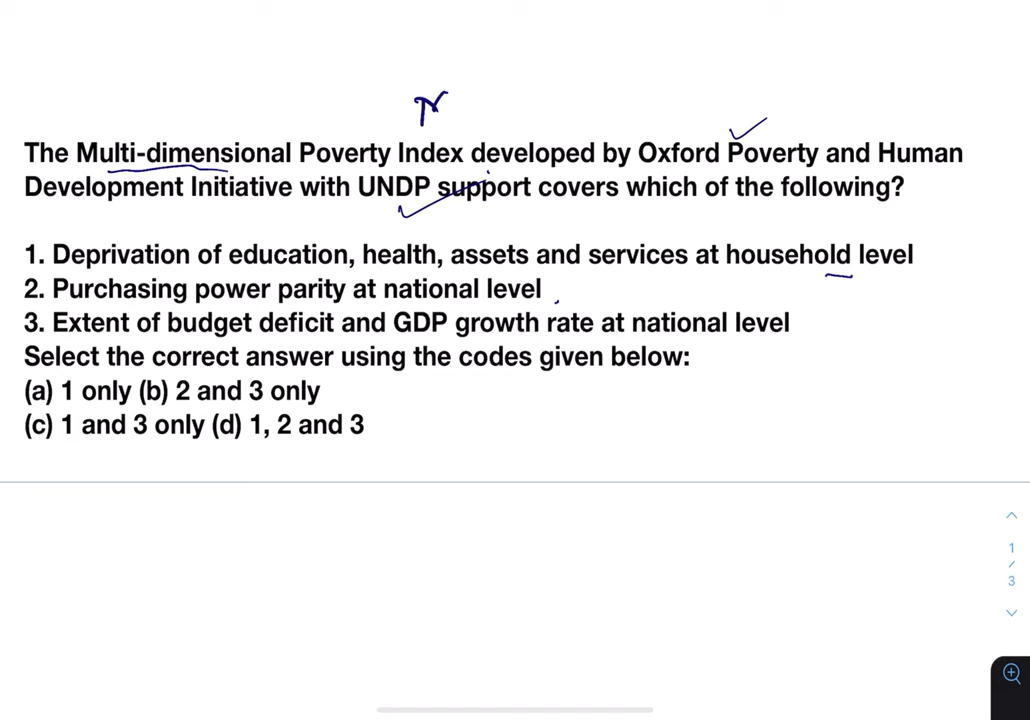 The Multi-dimensional Poverty Index developed by Oxford Poverty and Human
Development Initiative with UNDP support covers which of the following?
1. Deprivation of education, health, assets and services at household level
2. Purchasing power parity at national level
3. Extent of budget deficit and GDP growth rate at national level
Select the correct answer using the codes given below:
(a) 1 only (b) 2 and 3 only
(c) 1 and 3 only (d) 1, 2 and 3
1
/
3